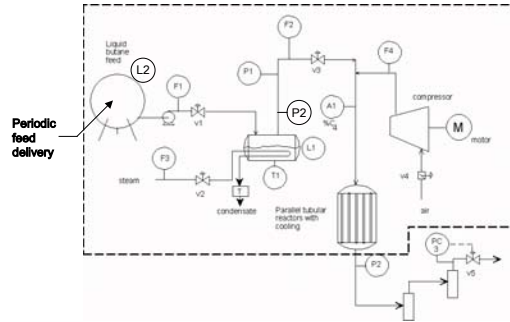 Liquid
butane
feed
L2
Periodic
feed
delivery
F1
v1
F2
v3
P1
P2
L1
T1
F3
steam
v2
T
condensate
A1
F4
compressor
M
motor
v4
air
Parallel tubular
reactors with
cooling
P2
PC
3
v5